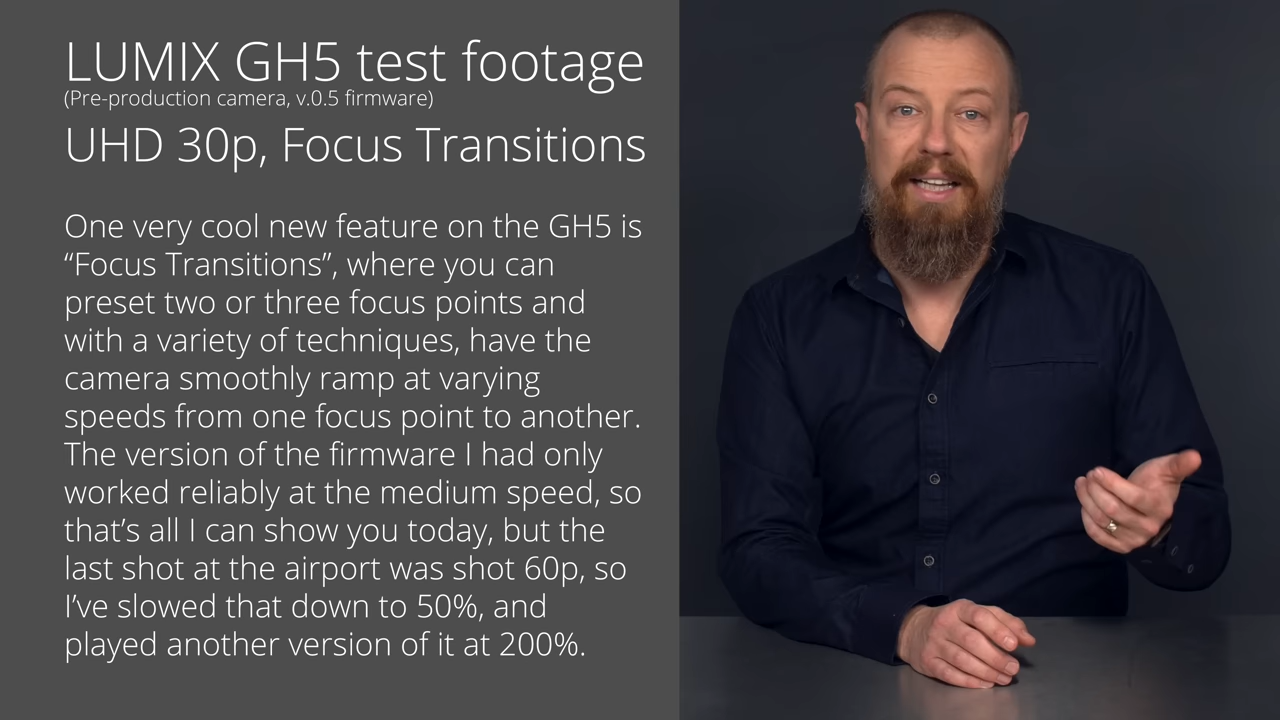 LUMIX GH5 test footage
(Pre-production camera, v.0.5 firmware)
UHD 30p, Focus Transitions
One very cool new feature on the GH5 is
“Focus Transitions”, where you can
preset two or three focus points and
with a variety of techniques, have the
camera smoothly ramp at varying
speeds from one focus point to another.
The version of the firmware I had only
worked reliably at the medium speed, so
that’s all I can show you today, but the
last shot at the airport was shot 60p, so
I’ve slowed that down to 50%, and
played another version of it at 200%.